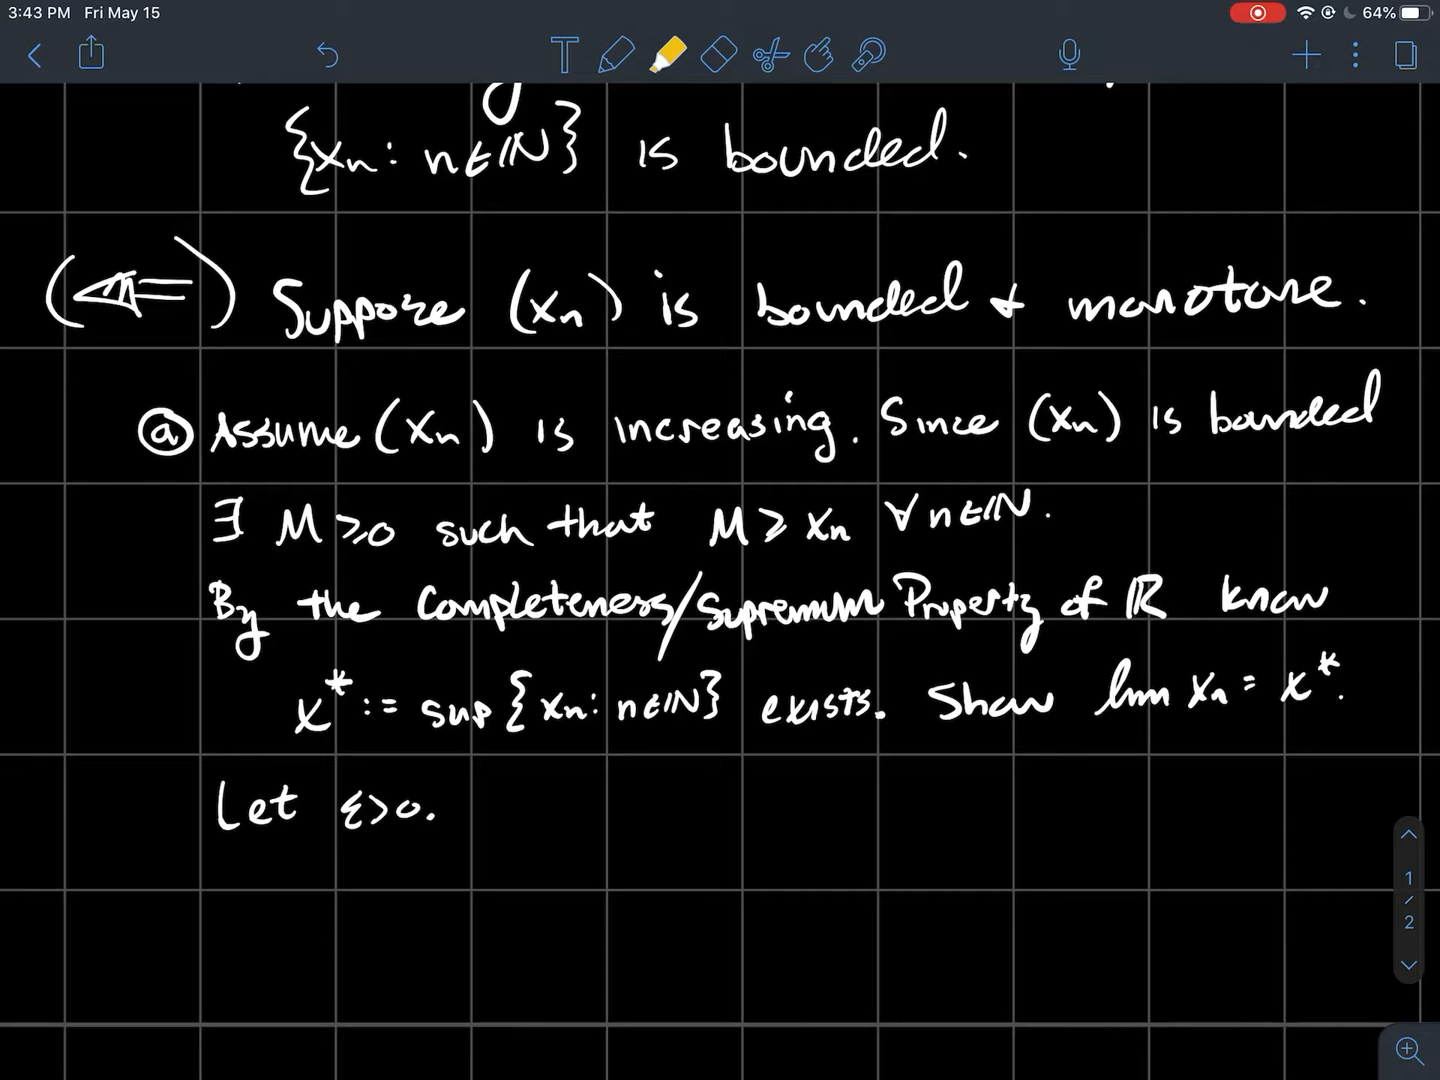 3:43 PM Fri May 15
64%
{xn : n∈ℕ} is bounded.
(⇐) Suppose (xn) is bounded & monotone.
ⓐ Assume (xn) is increasing. Since (xn) is bounded
∃ M ≥ 0 such that M ≥ xn ∀ n∈ℕ.
By the Completeness/Supremum Property of ℝ know
x* := sup {xn : n∈ℕ} exists. Show lim xn = x*.
Let ε>0.
1
/
2